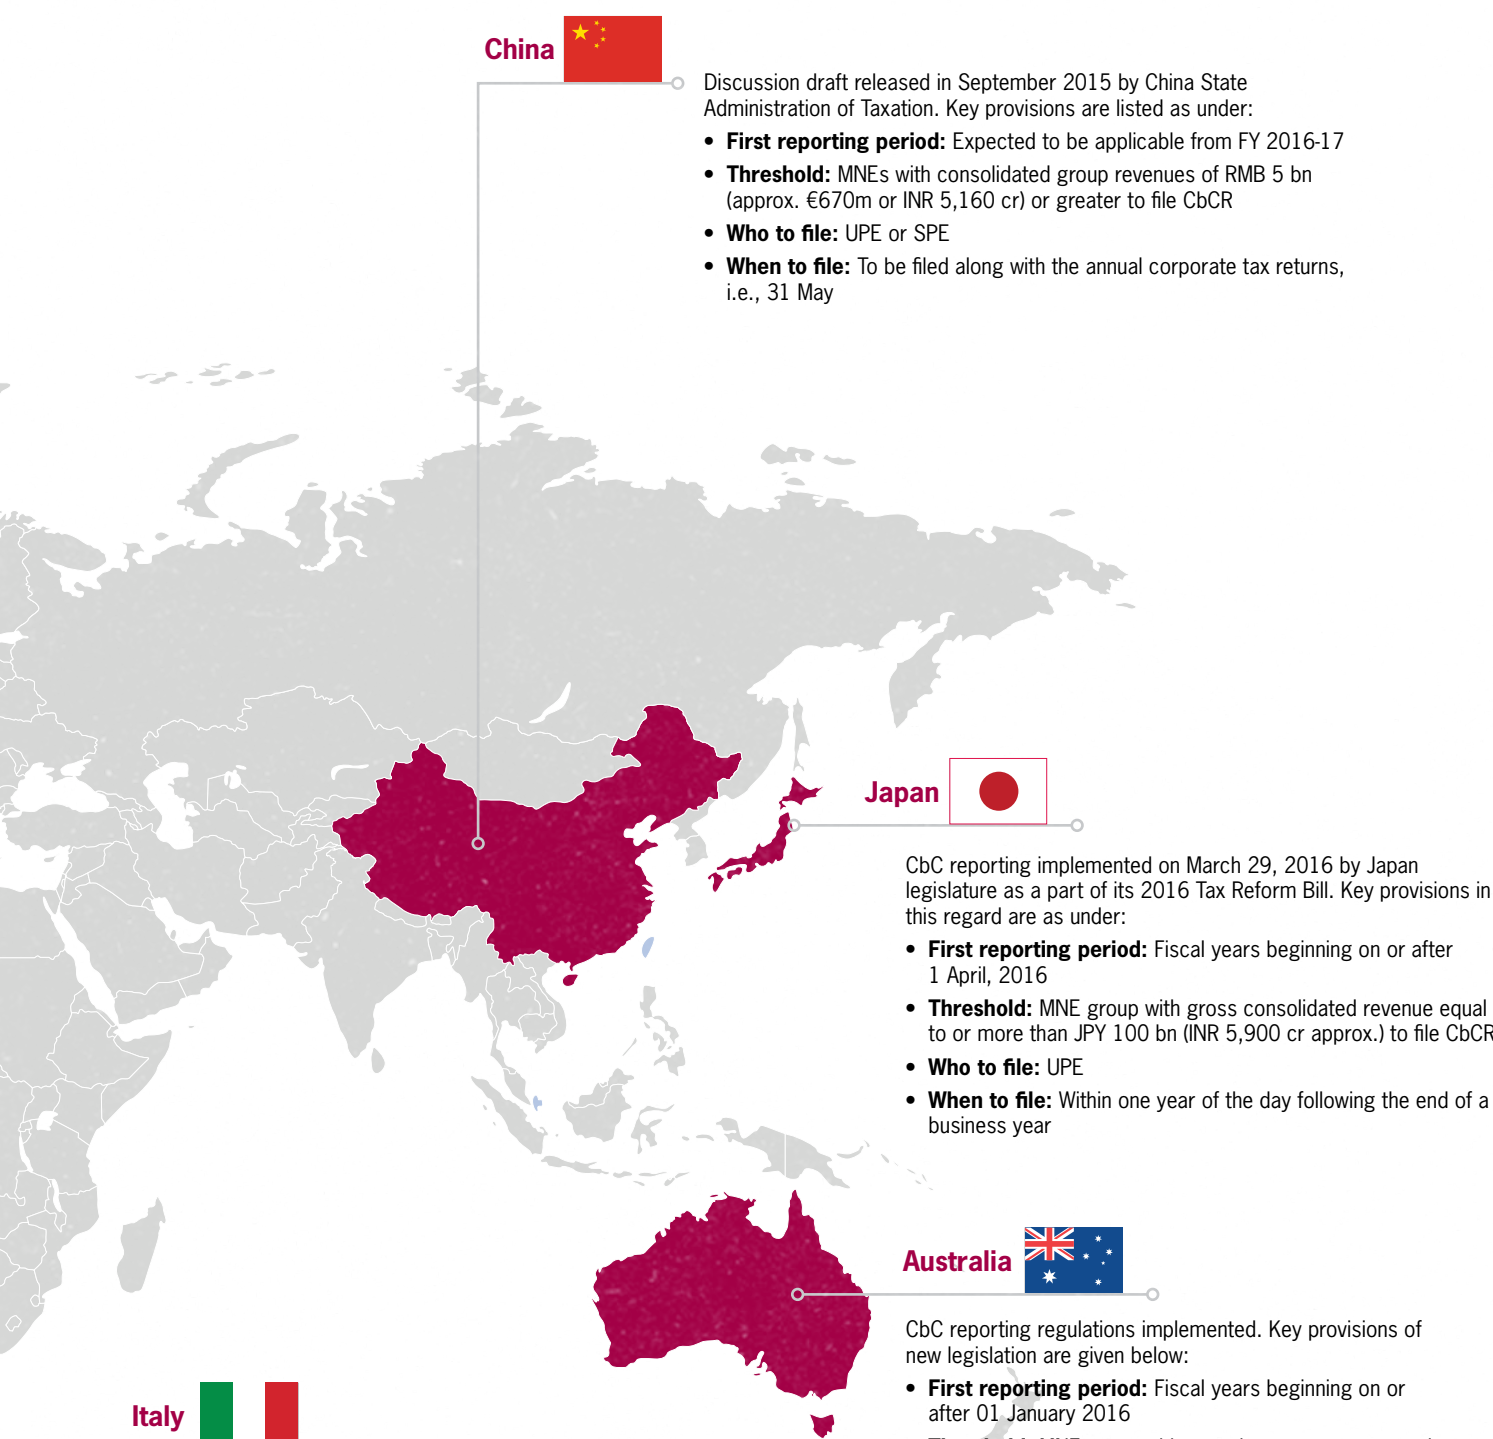 China
Discussion draft released in September 2015 by China State
Administration of Taxation. Key provisions are listed as under:
• First reporting period: Expected to be applicable from FY 2016-17
• Threshold: MNEs with consolidated group revenues of RMB 5 bn
(approx. €670m or INR 5,160 cr) or greater to file CbCR
• Who to file: UPE or SPE
• When to file: To be filed along with the annual corporate tax returns,
i.e., 31 May
Japan
CbC reporting implemented on March 29, 2016 by Japan
legislature as a part of its 2016 Tax Reform Bill. Key provisions in
this regard are as under:
• First reporting period: Fiscal years beginning on or after
1 April, 2016
• Threshold: MNE group with gross consolidated revenue equal
to or more than JPY 100 bn (INR 5,900 cr approx.) to file CbCR
• Who to file: UPE
• When to file: Within one year of the day following the end of a
business year
Australia
CbC reporting regulations implemented. Key provisions of
new legislation are given below:
• First reporting period: Fiscal years beginning on or
after 01 January 2016
Italy